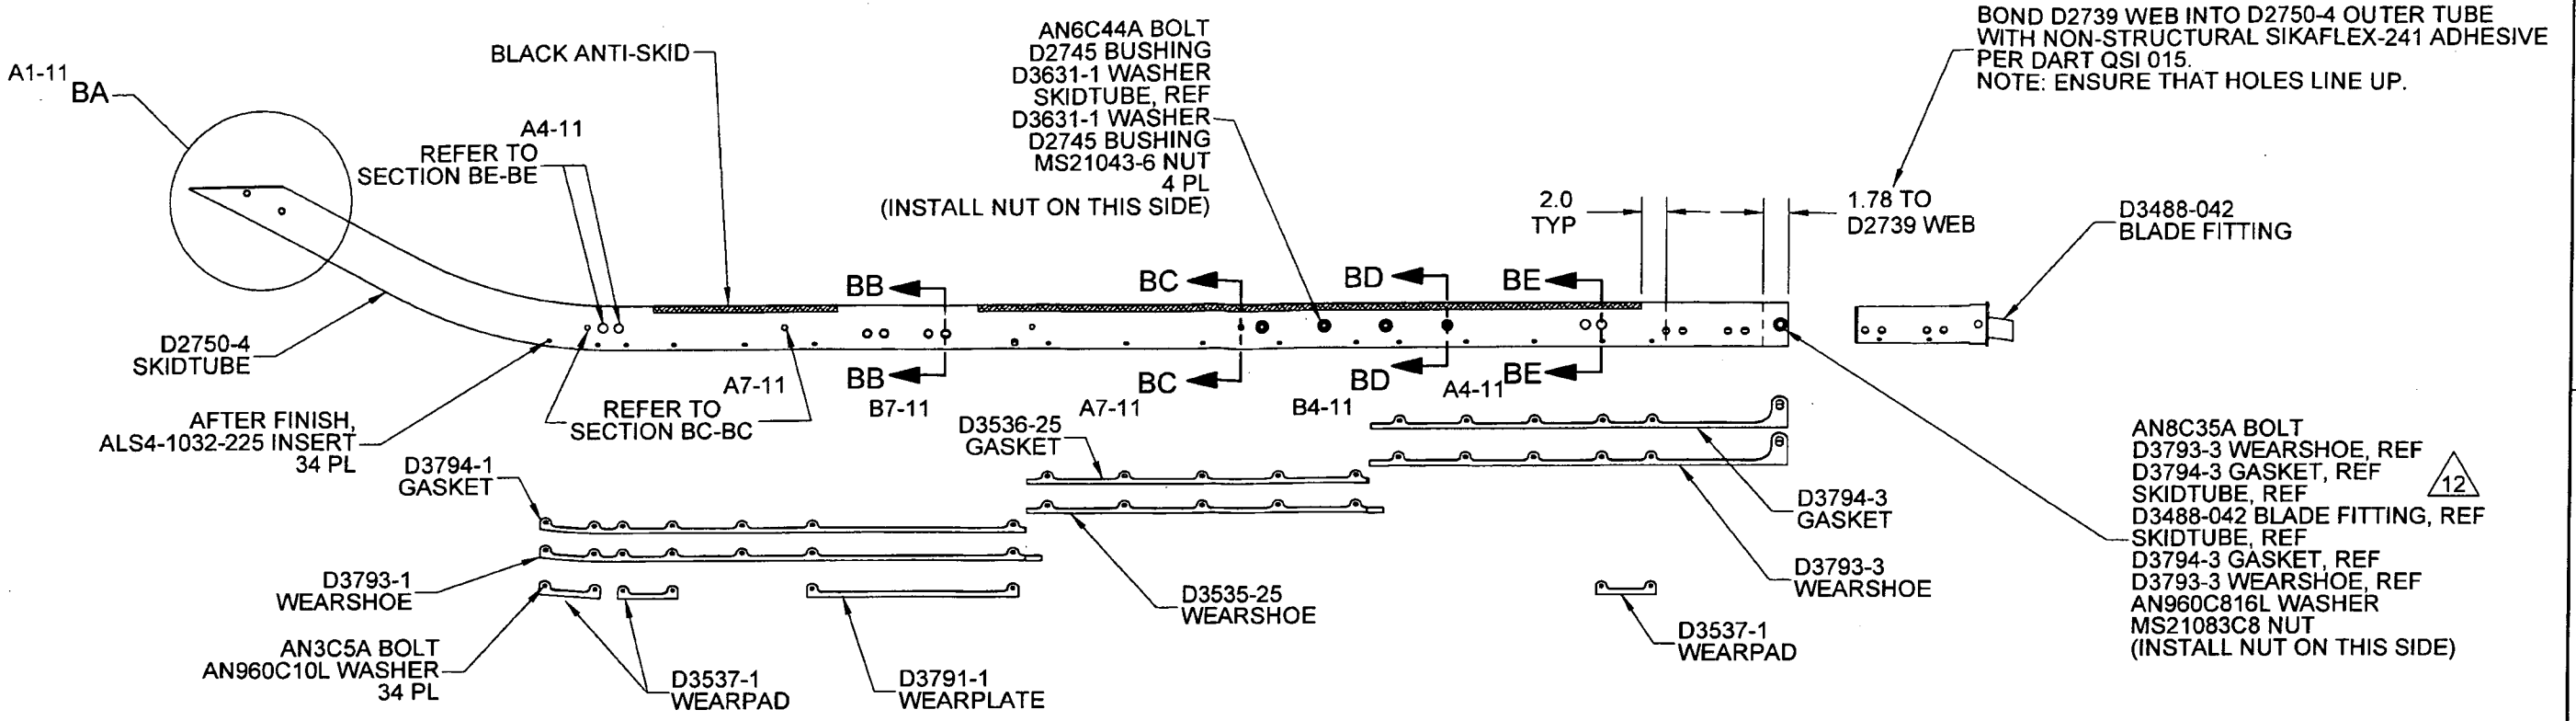 A1-11
BA
BLACK ANTI-SKID
A4-11
REFER TO
SECTION BE-BE
AN6C44A BOLT
D2745 BUSHING
D3631-1 WASHER
SKIDTUBE, REF
D3631-1 WASHER
D2745 BUSHING
MS21043-6 NUT
4 PL
(INSTALL NUT ON THIS SIDE)
BOND D2739 WEB INTO D2750-4 OUTER TUBE
WITH NON-STRUCTURAL SIKAFLEX-241 ADHESIVE
PER DART QSI 015.
NOTE: ENSURE THAT HOLES LINE UP.
2.0
TYP
1.78 TO
D2739 WEB
D3488-042
BLADE FITTING
BB
BC
BD
BE
D2750-4
SKIDTUBE
BB
BC
BD
BE
A7-11
B7-11
A7-11
B4-11
A4-11
REFER TO
SECTION BC-BC
AFTER FINISH,
ALS4-1032-225 INSERT
34 PL
D3794-1
GASKET
D3536-25
GASKET
D3794-3
GASKET
AN8C35A BOLT
D3793-3 WEARSHOE, REF
D3794-3 GASKET, REF
SKIDTUBE, REF
D3488-042 BLADE FITTING, REF
SKIDTUBE, REF
D3794-3 GASKET, REF
D3793-3 WEARSHOE, REF
AN960C816L WASHER
MS21083C8 NUT
(INSTALL NUT ON THIS SIDE)
12
D3793-1
WEARSHOE
D3535-25
WEARSHOE
D3793-3
WEARSHOE
AN3C5A BOLT
AN960C10L WASHER
34 PL
D3537-1
WEARPAD
D3791-1
WEARPLATE
D3537-1
WEARPAD